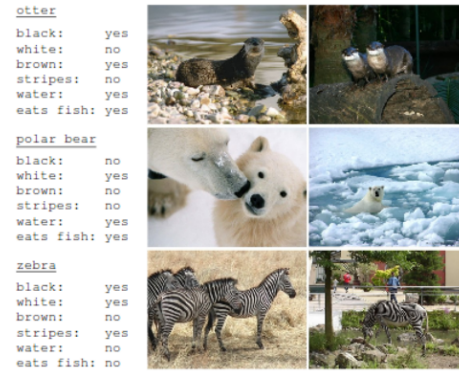 otter
black: yes
white: no
brown: yes
stripes: no
water: yes
eats fish: yes
polar bear
black: no
white: yes
brown: no
stripes: no
water: yes
eats fish: yes
zebra
black: yes
white: yes
brown: no
stripes: yes
water: no
eats fish: no